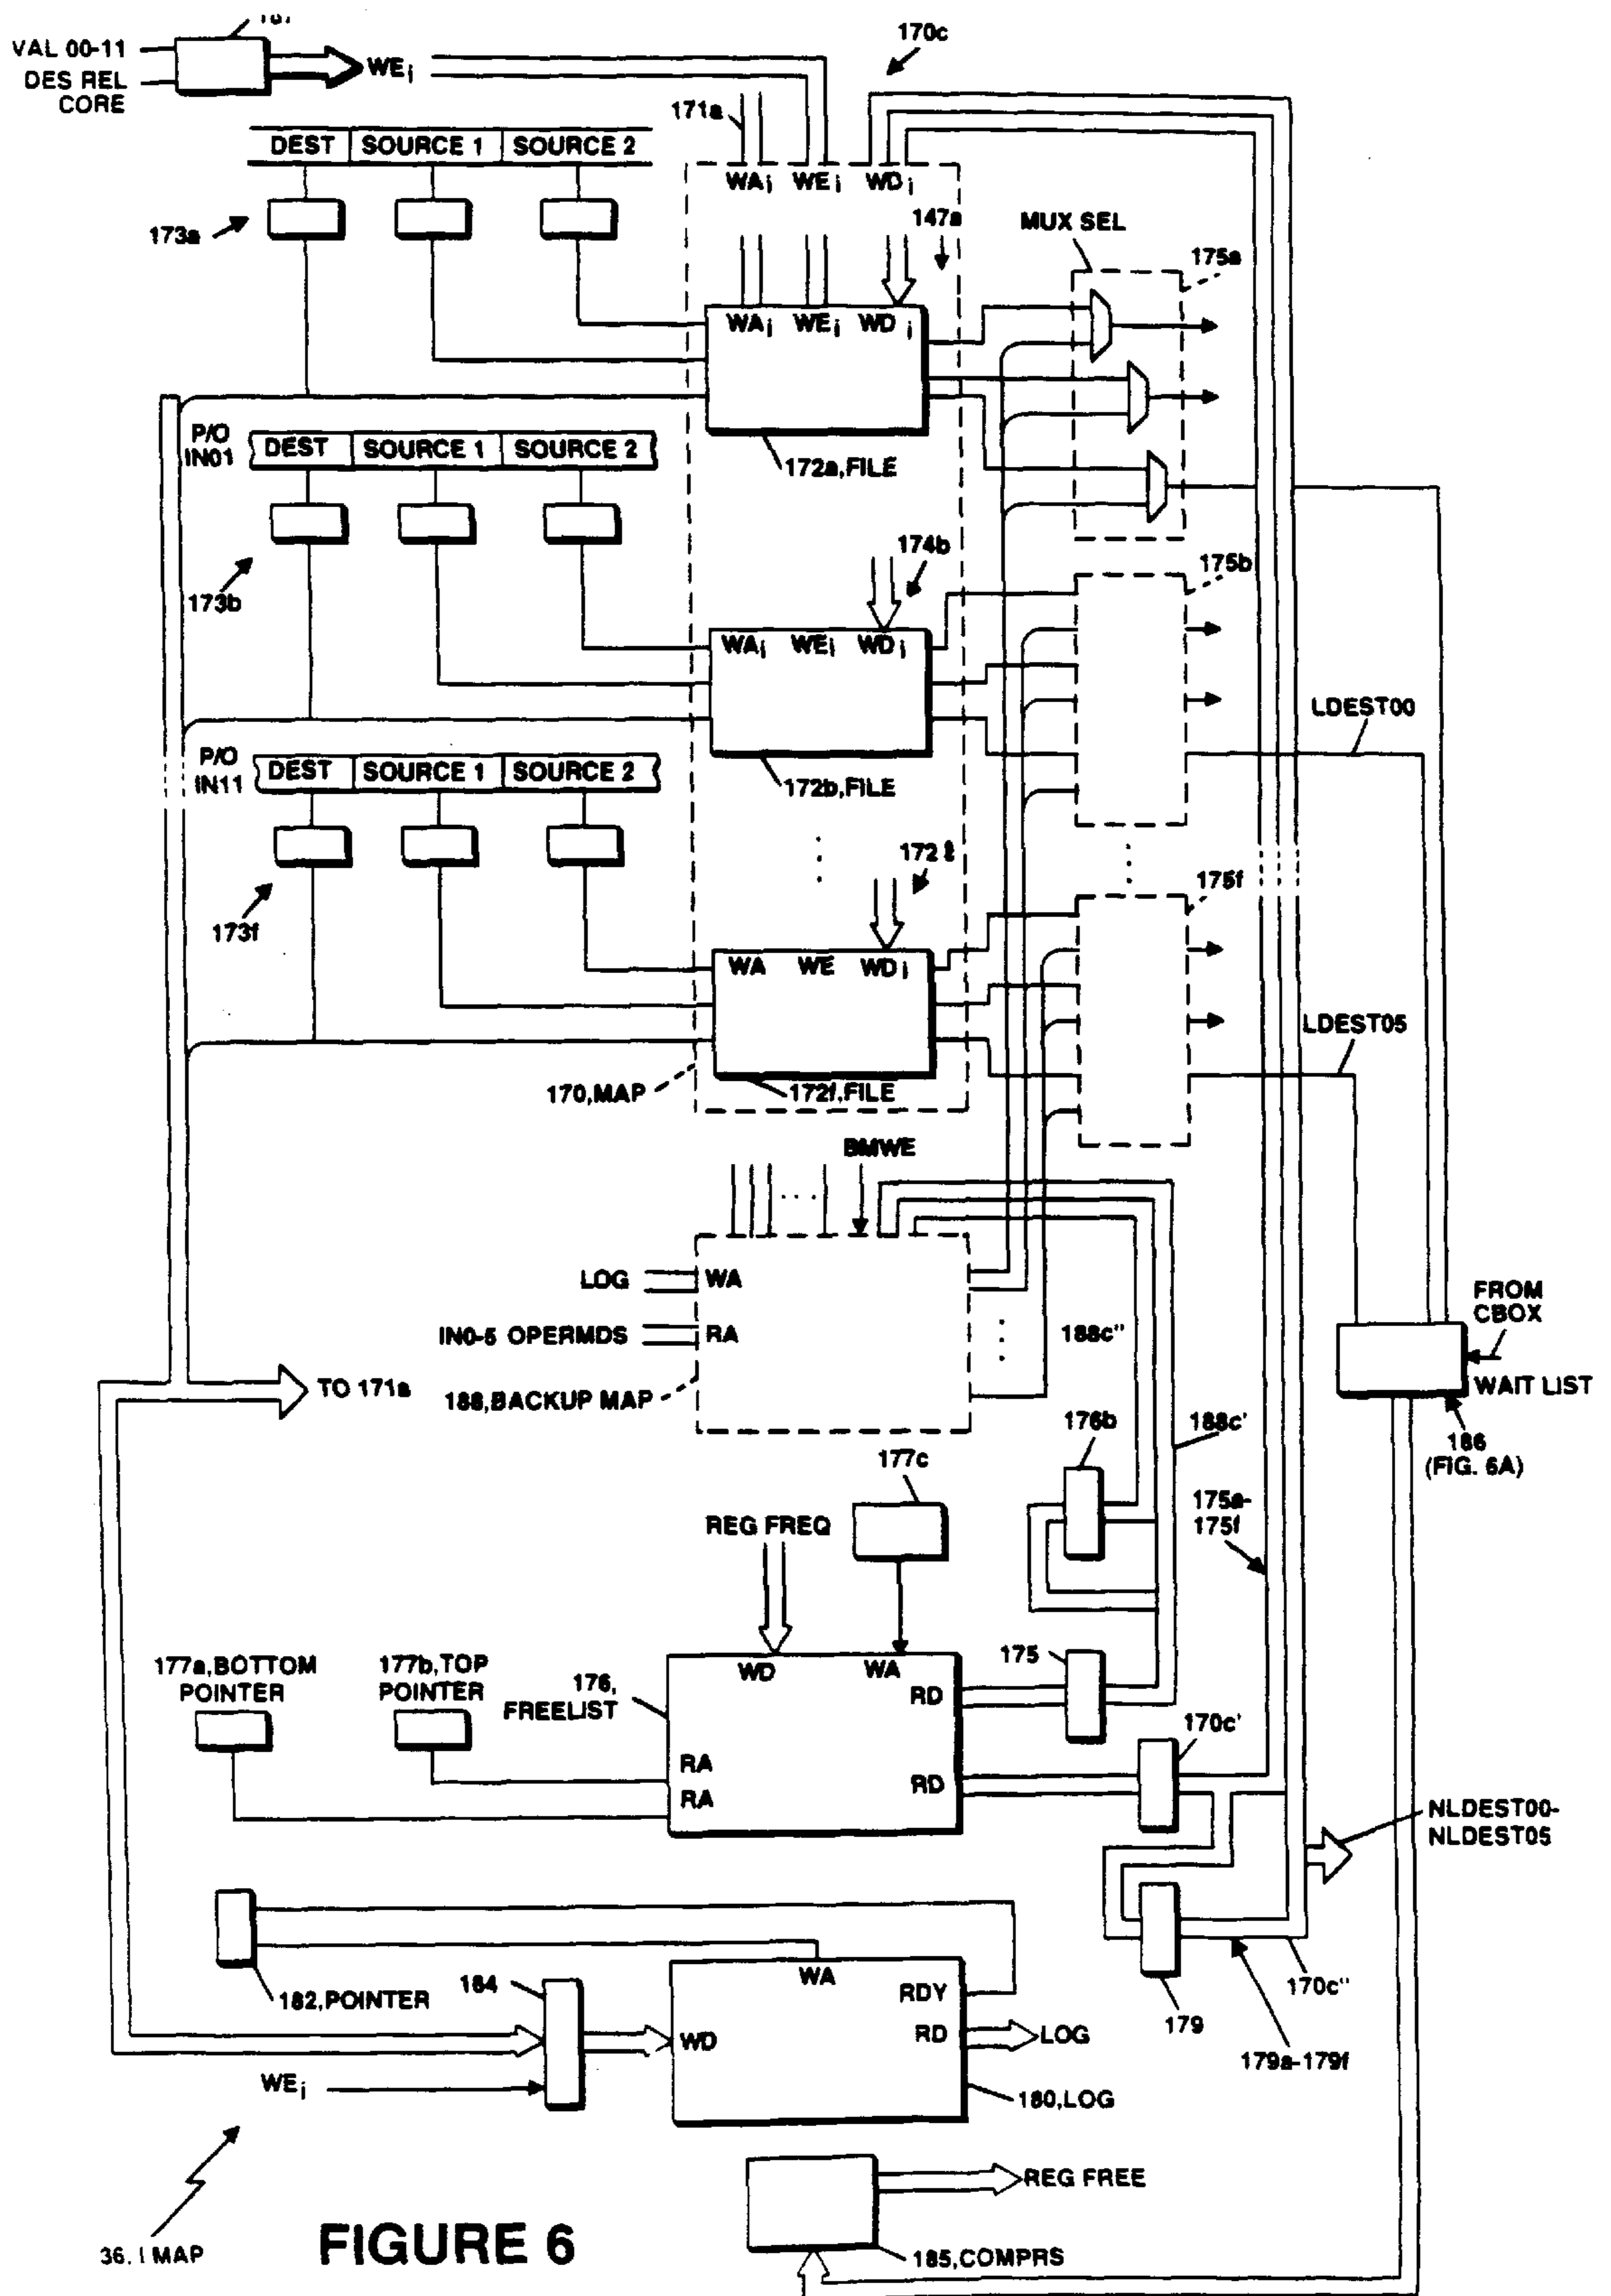 VAL 00-11
DES REL
CORE
WEi
170c
171a
DEST SOURCE 1 SOURCE 2
WAi WEi WDi
173a
147a
MUX SEL
175a
WAi WEi WDi
P/O
IN01
DEST SOURCE 1 SOURCE 2
172a,FILE
174b
175b
173b
WAi WEi WDi
LDEST00
P/O
IN11
DEST SOURCE 1 SOURCE 2
172b,FILE
175f
173f
WA WE WDi
LDEST05
170,MAP
172f,FILE
BMWE
LOG
WA
IN0-5 OPERMDS
RA
188c"
FROM
CBOX
TO 171a
188,BACKUP MAP
WAIT LIST
176b
188c'
186
(FIG. 6A)
177c
175a-
175f
REG FREQ
177a,BOTTOM
POINTER
177b,TOP
POINTER
176,
FREELIST
WD
WA
RD
175
170c'
RA
RA
RD
NLDEST00-
NLDEST05
182,POINTER
184
WA
RDY
RD
WD
LOG
170c"
179
179a-179f
WEi
180,LOG
REG FREE
36, I MAP
FIGURE 6
185,COMPRS